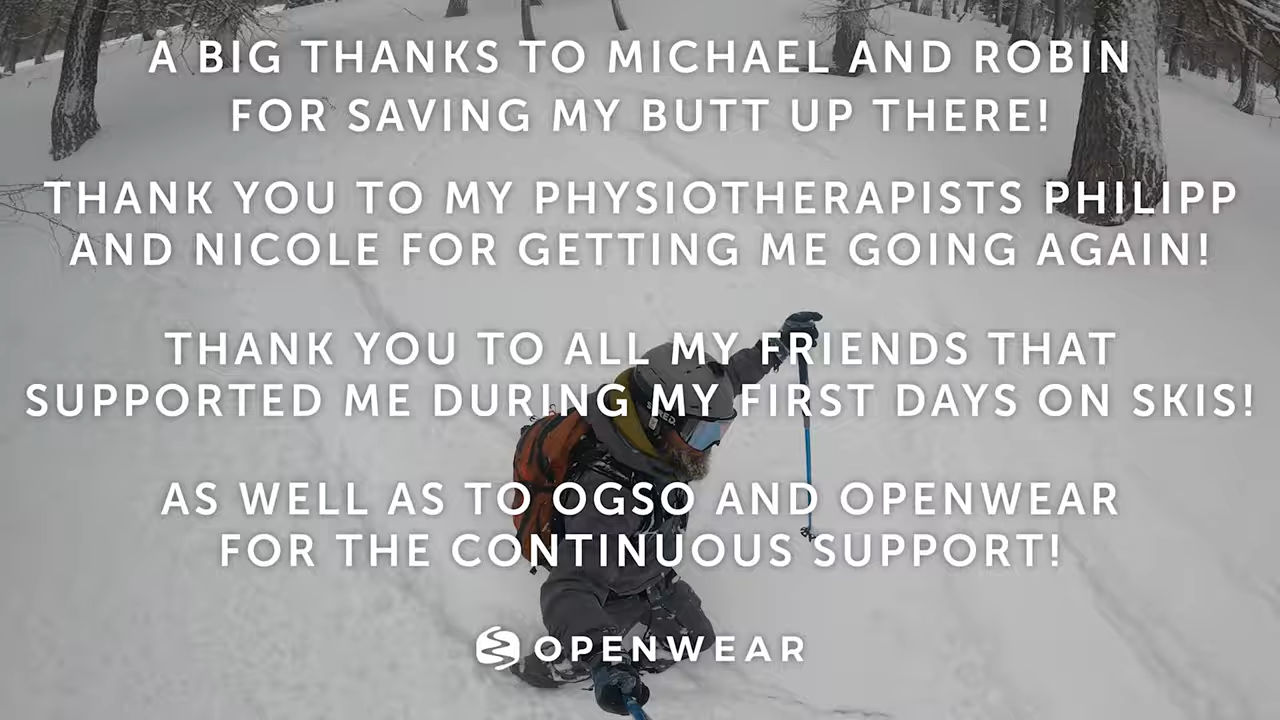 A BIG THANKS TO MICHAEL AND ROBIN
FOR SAVING MY BUTT UP THERE!
THANK YOU TO MY PHYSIOTHERAPISTS PHILIPP
AND NICOLE FOR GETTING ME GOING AGAIN!
THANK YOU TO ALL MY FRIENDS THAT
SUPPORTED ME DURING MY FIRST DAYS ON SKIS!
AS WELL AS TO OGSO AND OPENWEAR
FOR THE CONTINUOUS SUPPORT!
OPENWEAR